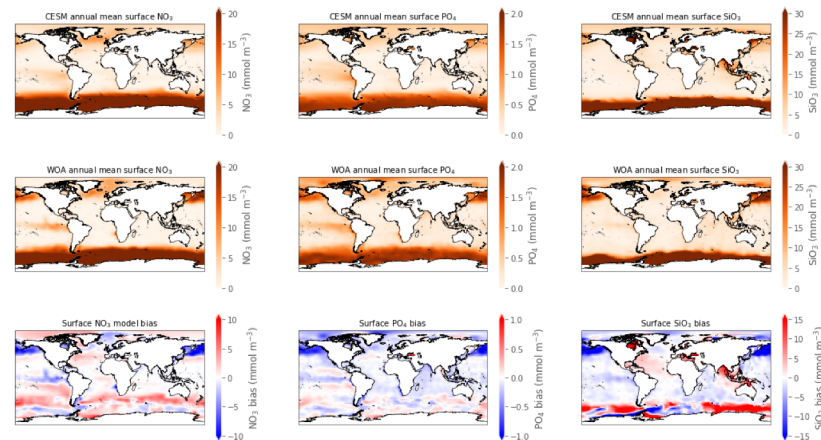 CESM annual mean surface NO₃
CESM annual mean surface PO₄
CESM annual mean surface SiO₃
20
15
10
5
0
NO₃ (mmol m⁻³)
2.0
1.5
1.0
0.5
0.0
PO₄ (mmol m⁻³)
30
25
20
15
10
5
0
SiO₃ (mmol m⁻³)
WOA annual mean surface NO₃
WOA annual mean surface PO₄
WOA annual mean surface SiO₃
20
15
10
5
0
NO₃ (mmol m⁻³)
2.0
1.5
1.0
0.5
0.0
PO₄ (mmol m⁻³)
30
25
20
15
10
5
0
SiO₃ (mmol m⁻³)
Surface NO₃ model bias
Surface PO₄ bias
Surface SiO₃ bias
10
5
0
−5
−10
NO₃ bias (mmol m⁻³)
1.0
0.5
0.0
−0.5
−1.0
PO4 bias (mmol m⁻³)
15
10
5
0
−5
−10
−15
SiO₃ bias (mmol m⁻³)